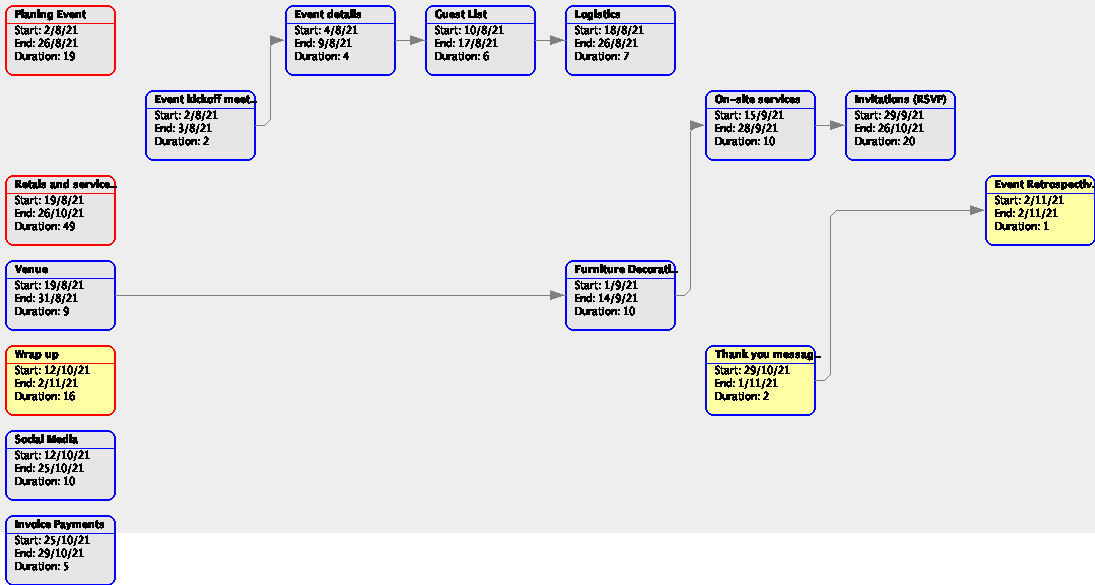 Planing Event
Start: 2/8/21
End: 26/8/21
Duration: 19
Event details
Start: 4/8/21
End: 9/8/21
Duration: 4
Guest List
Start: 10/8/21
End: 17/8/21
Duration: 6
Logistics
Start: 18/8/21
End: 26/8/21
Duration: 7
Event kickoff meet..
Start: 2/8/21
End: 3/8/21
Duration: 2
On-site services
Start: 15/9/21
End: 28/9/21
Duration: 10
Invitations (RSVP)
Start: 29/9/21
End: 26/10/21
Duration: 20
Retals and service..
Start: 19/8/21
End: 26/10/21
Duration: 49
Event Retrospectiv..
Start: 2/11/21
End: 2/11/21
Duration: 1
Venue
Start: 19/8/21
End: 31/8/21
Duration: 9
Furniture Decorati..
Start: 1/9/21
End: 14/9/21
Duration: 10
Wrap up
Start: 12/10/21
End: 2/11/21
Duration: 16
Thank you messag..
Start: 29/10/21
End: 1/11/21
Duration: 2
Social Media
Start: 12/10/21
End: 25/10/21
Duration: 10
Invoice Payments
Start: 25/10/21
End: 29/10/21
Duration: 5